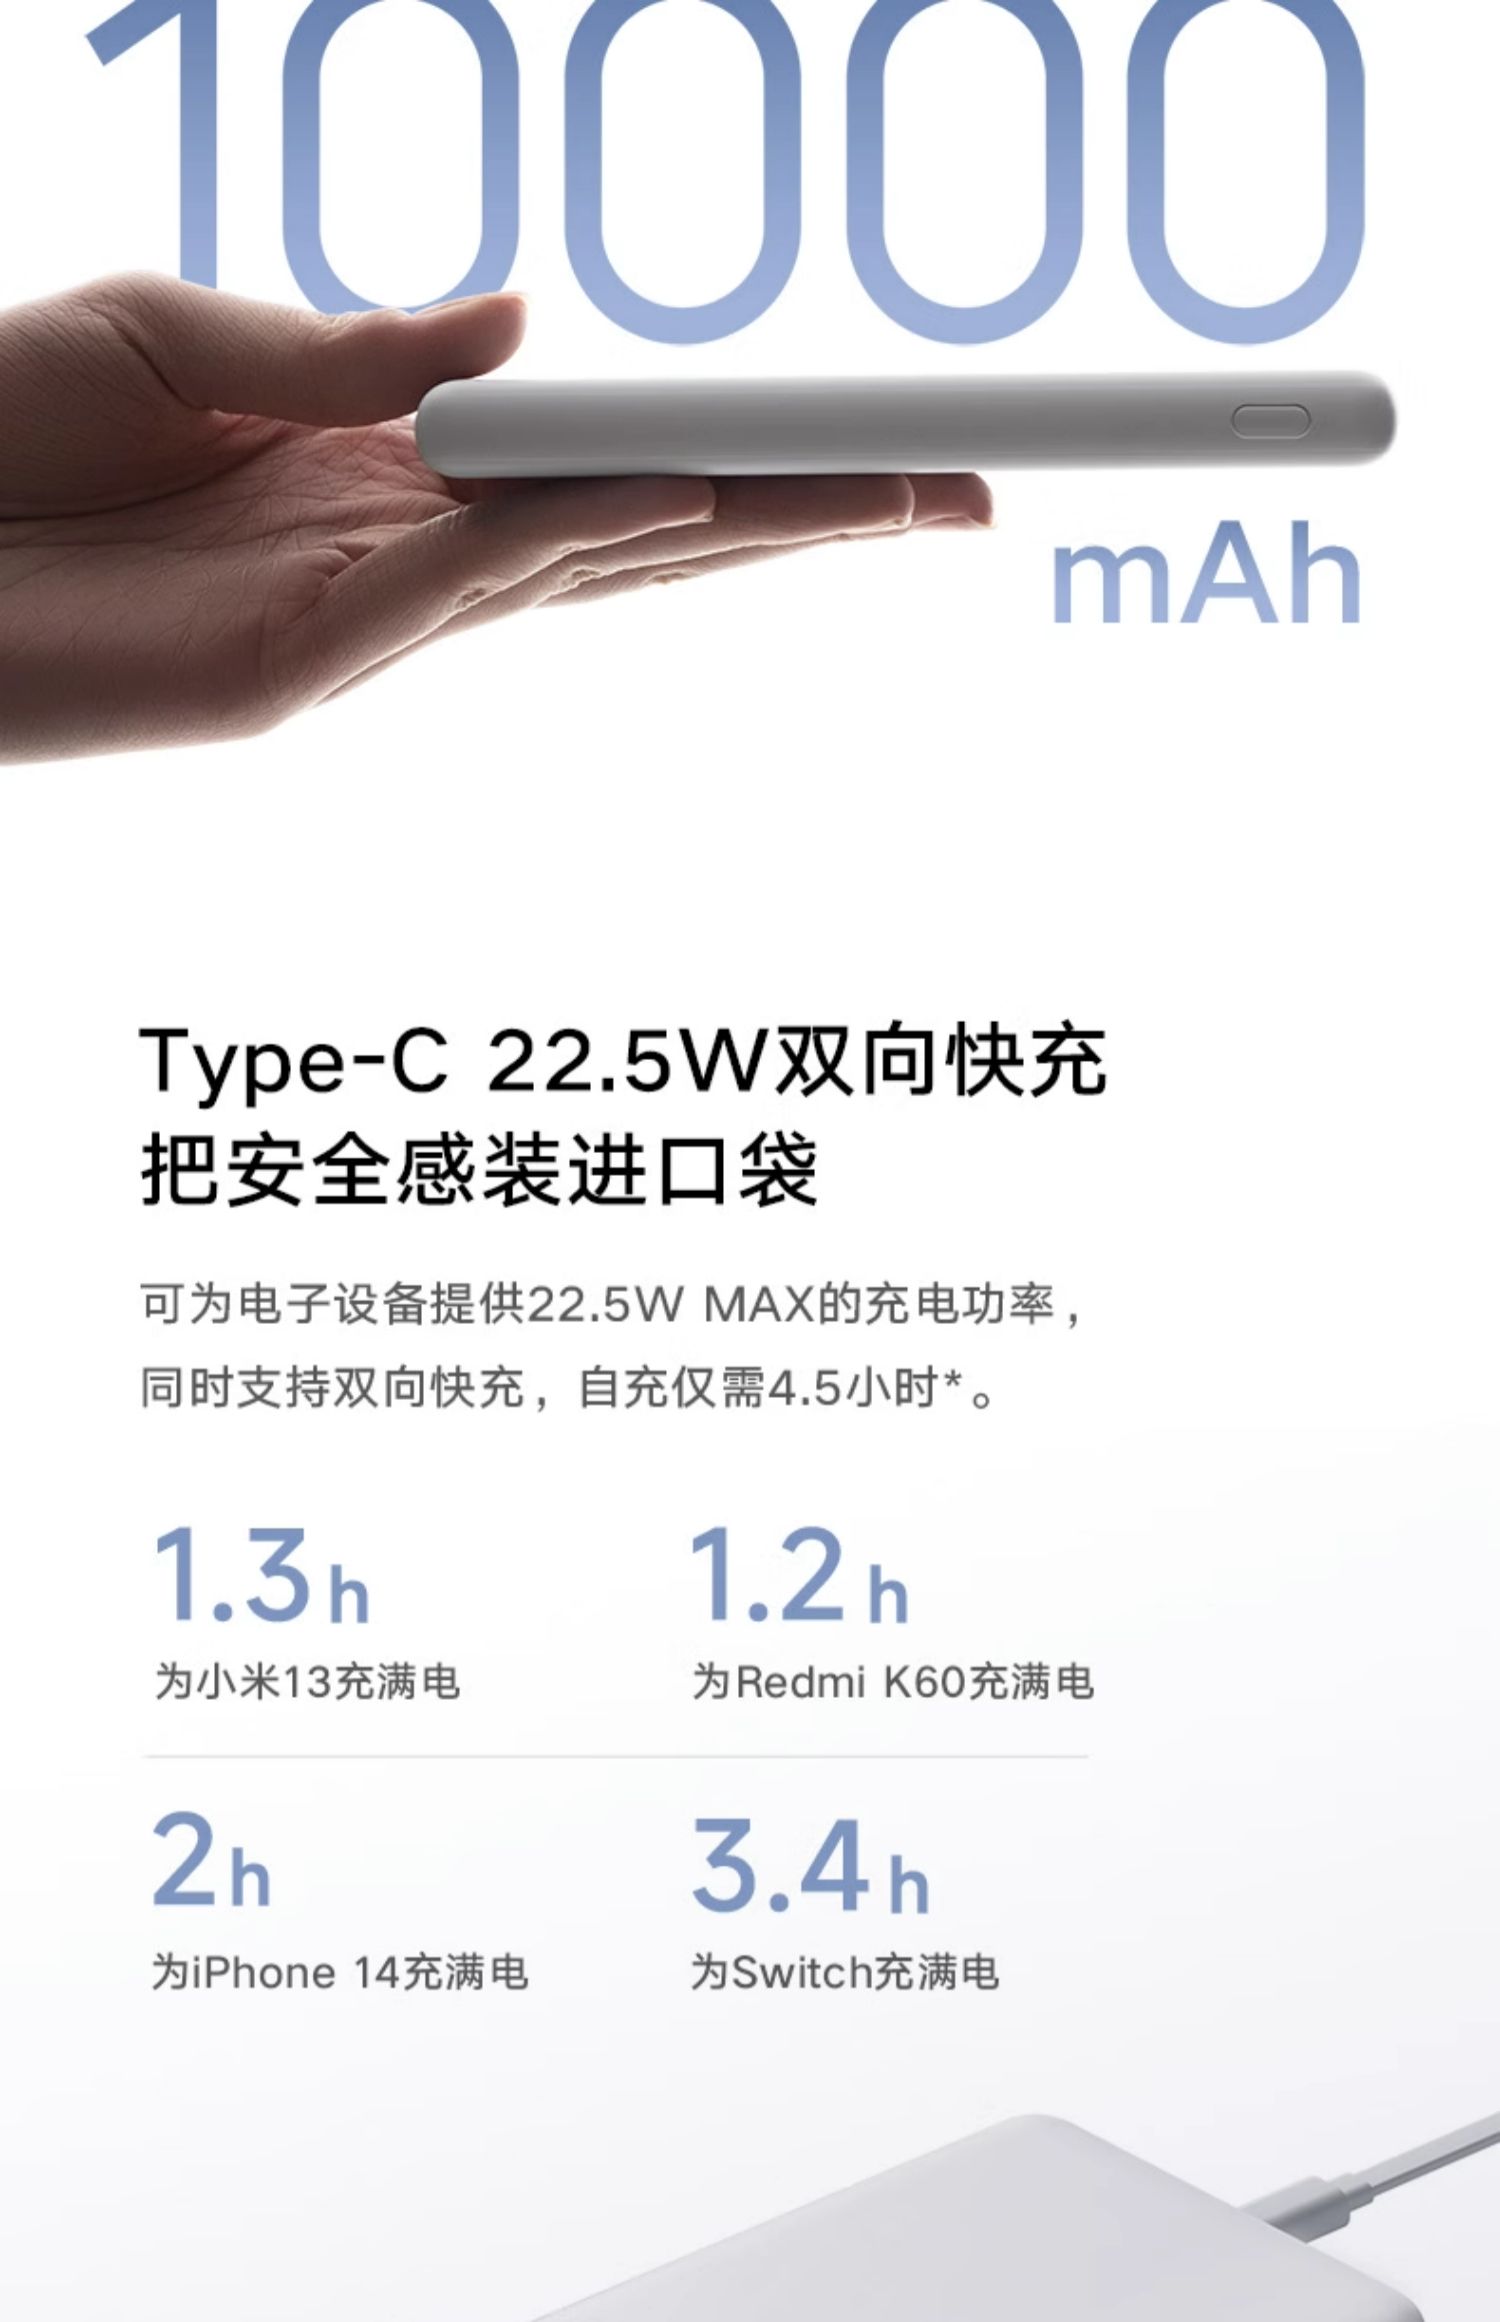 10000
mAh
Type-C 22.5W双向快充
把安全感装进口袋
可为电子设备提供22.5W MAX的充电功率，
同时支持双向快充，自充仅需4.5小时*。
1.3h
1.2h
为小米13充满电
为Redmi K60充满电
2h
3.4h
为iPhone 14充满电
为Switch充满电